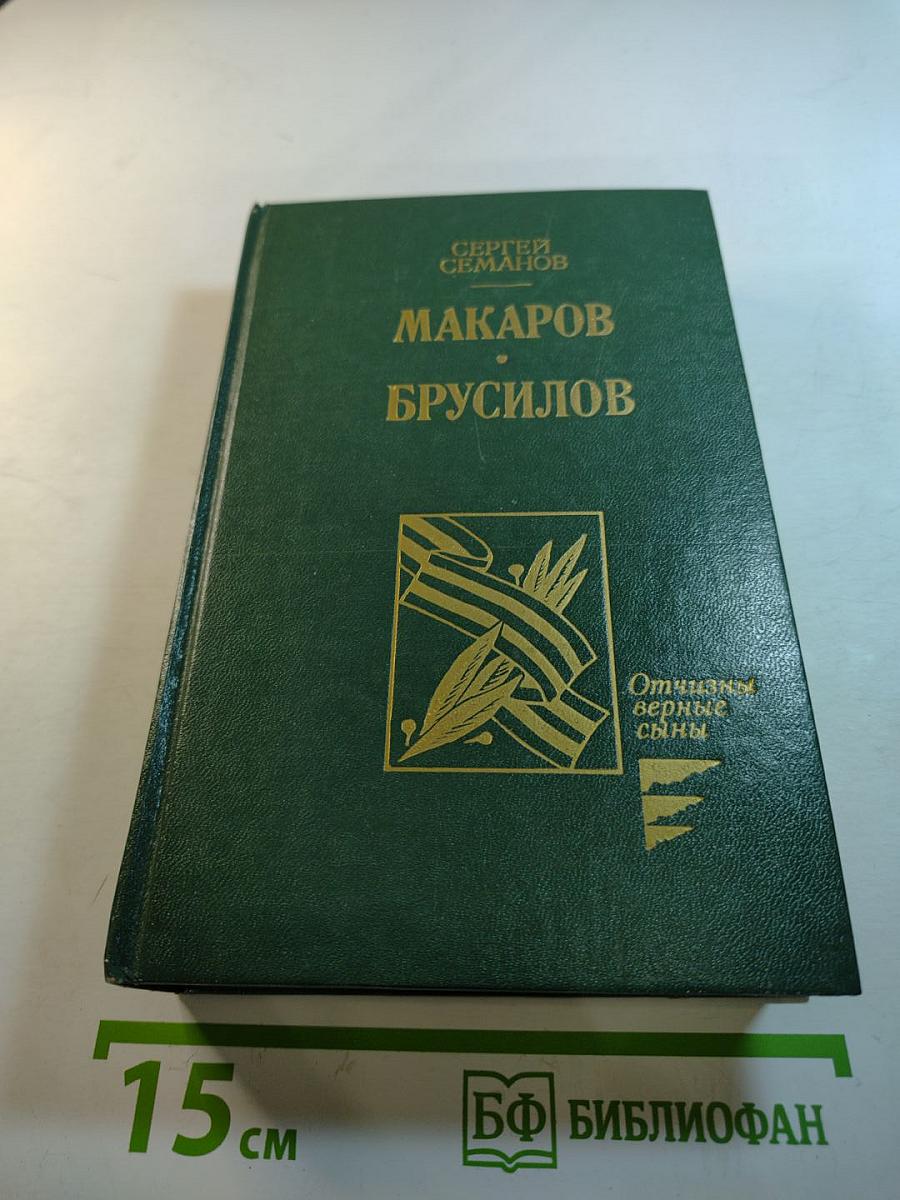 СЕРГЕЙ
СЕМАНОВ
МАКАРОВ
•
БРУСИЛОВ
Отчизны
верные
сыны
15 см
БФ БИБЛИОФАН